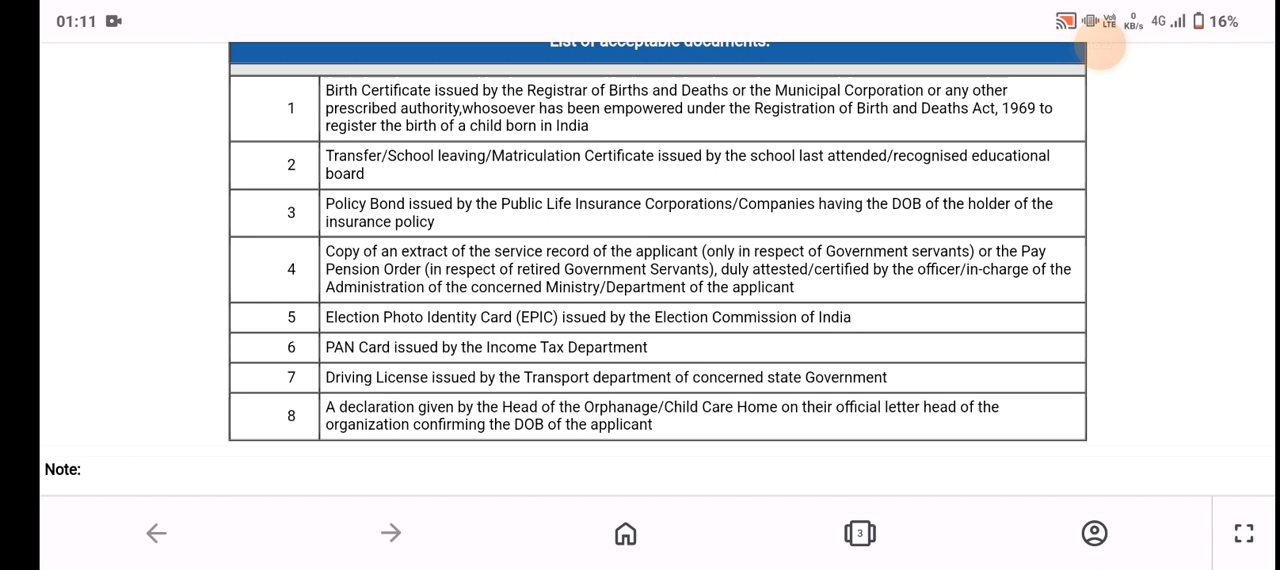 01:11
Vo) LTE 0 KB/s 4G 16%
List of acceptable documents:
1
Birth Certificate issued by the Registrar of Births and Deaths or the Municipal Corporation or any other
prescribed authority,whosoever has been empowered under the Registration of Birth and Deaths Act, 1969 to
register the birth of a child born in India
2
Transfer/School leaving/Matriculation Certificate issued by the school last attended/recognised educational
board
3
Policy Bond issued by the Public Life Insurance Corporations/Companies having the DOB of the holder of the
insurance policy
4
Copy of an extract of the service record of the applicant (only in respect of Government servants) or the Pay
Pension Order (in respect of retired Government Servants), duly attested/certified by the officer/in-charge of the
Administration of the concerned Ministry/Department of the applicant
5
Election Photo Identity Card (EPIC) issued by the Election Commission of India
6
PAN Card issued by the Income Tax Department
7
Driving License issued by the Transport department of concerned state Government
8
A declaration given by the Head of the Orphanage/Child Care Home on their official letter head of the
organization confirming the DOB of the applicant
Note:
3